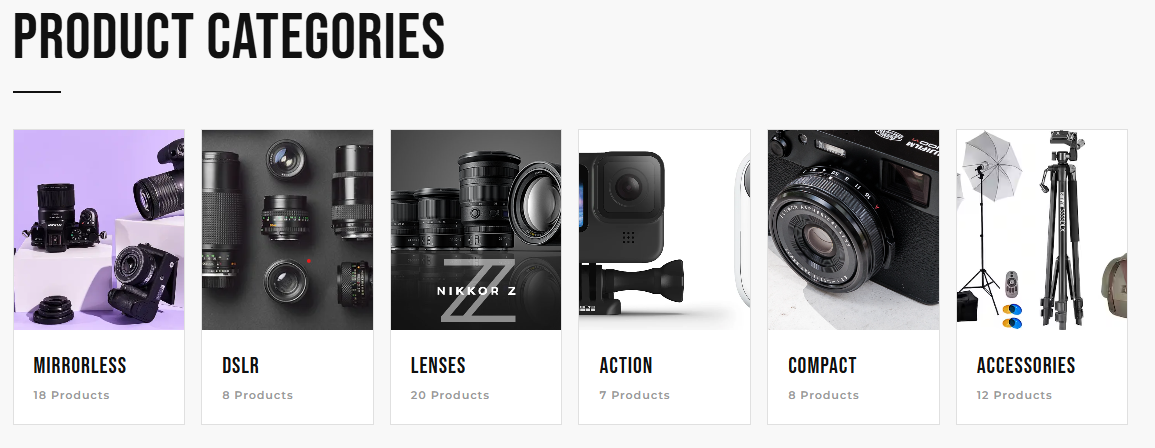 PRODUCT CATEGORIES
NIKKOR Z
MIRRORLESS
18 Products
DSLR
8 Products
LENSES
20 Products
ACTION
7 Products
COMPACT
8 Products
ACCESSORIES
12 Products